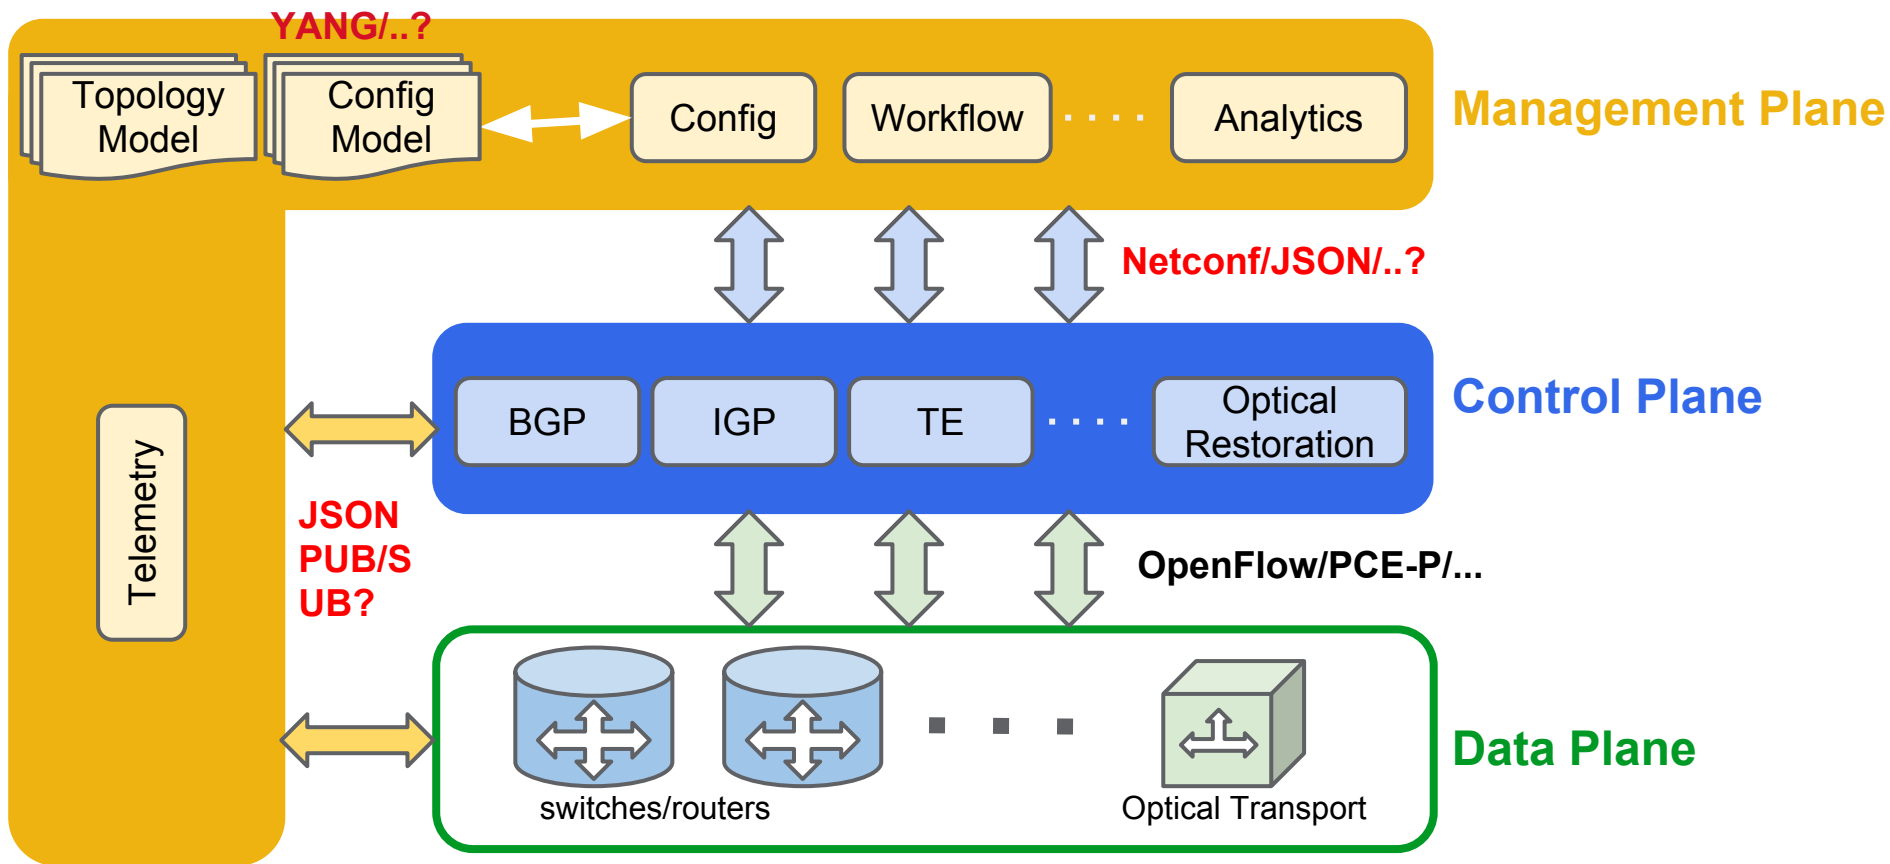 YANG/..?
Topology
Model
Config
Model
Config
Workflow
Analytics
Management Plane
Netconf/JSON/..?
BGP
IGP
TE
Optical
Restoration
Control Plane
Telemetry
JSON
PUB/S
UB?
OpenFlow/PCE-P/...
switches/routers
Optical Transport
Data Plane